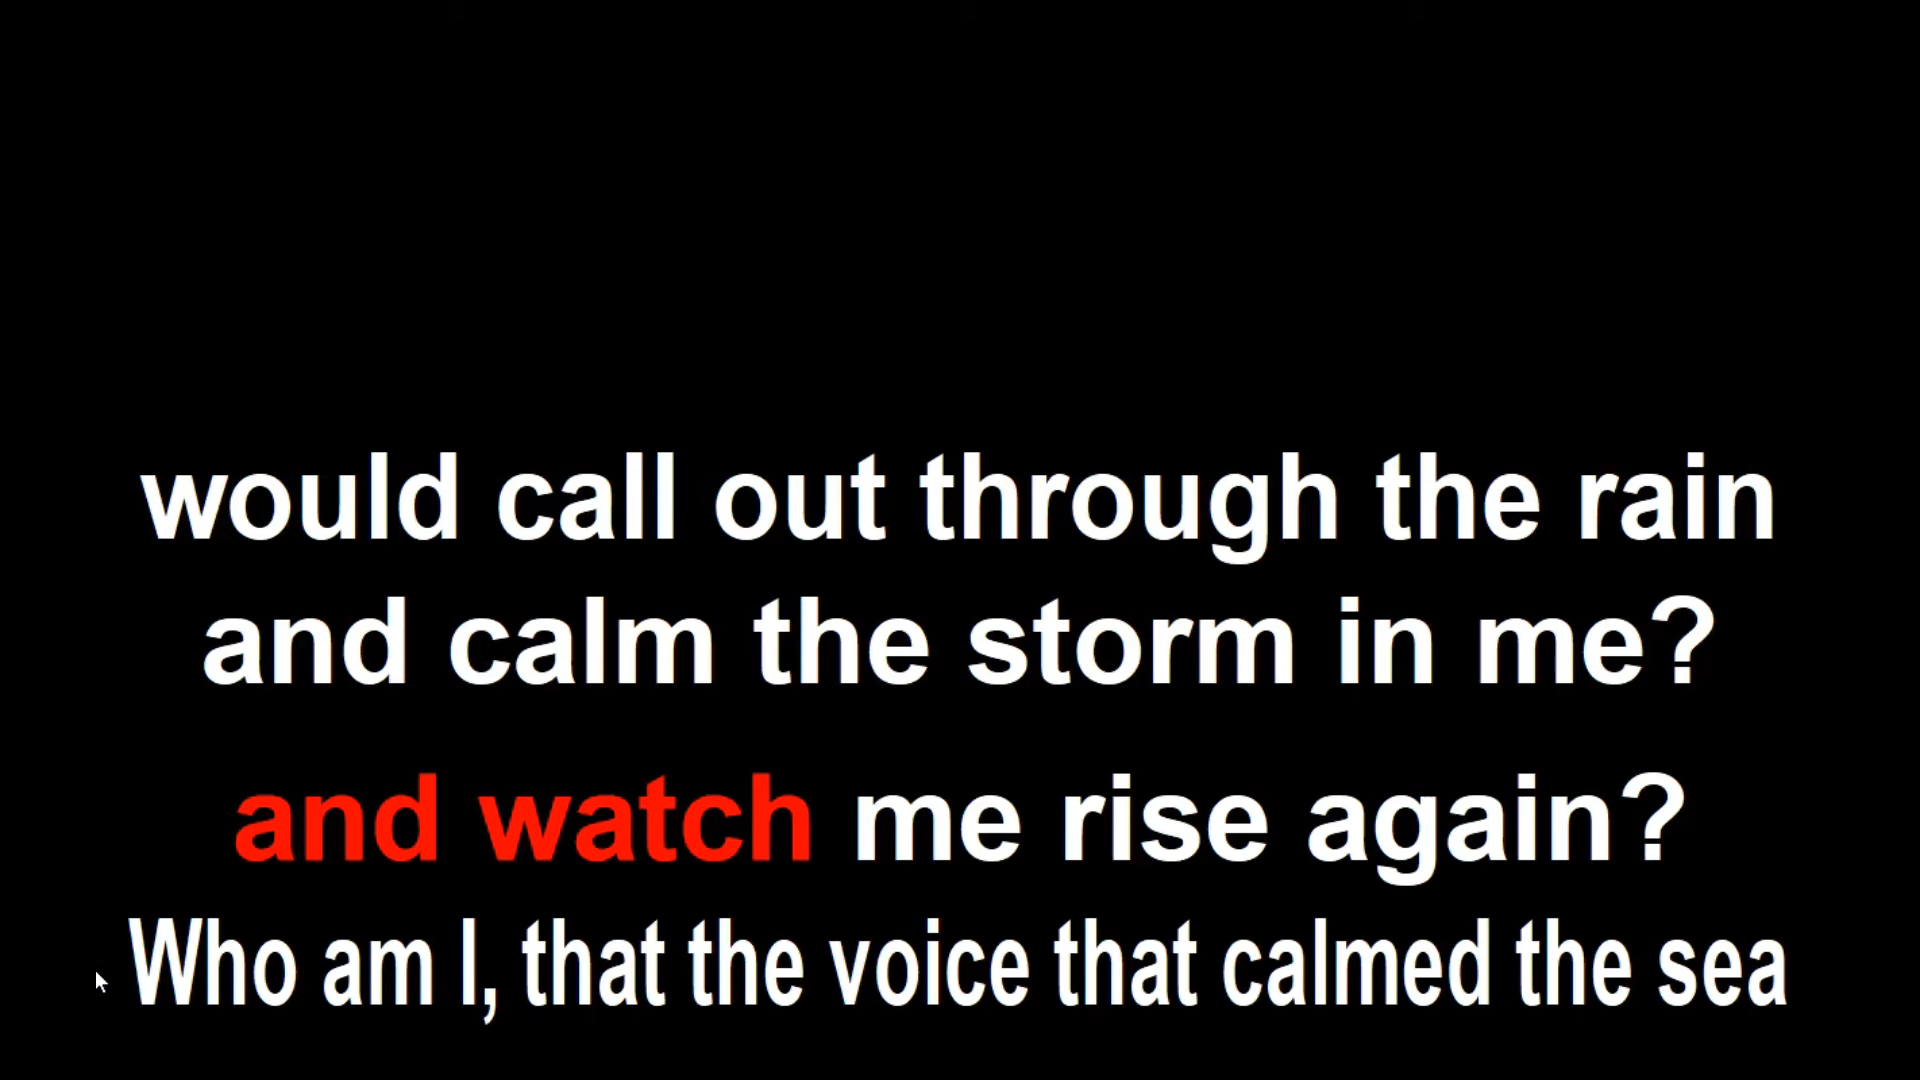 would call out through the rain
and calm the storm in me?
and watch me rise again?
Who am I, that the voice that calmed the sea